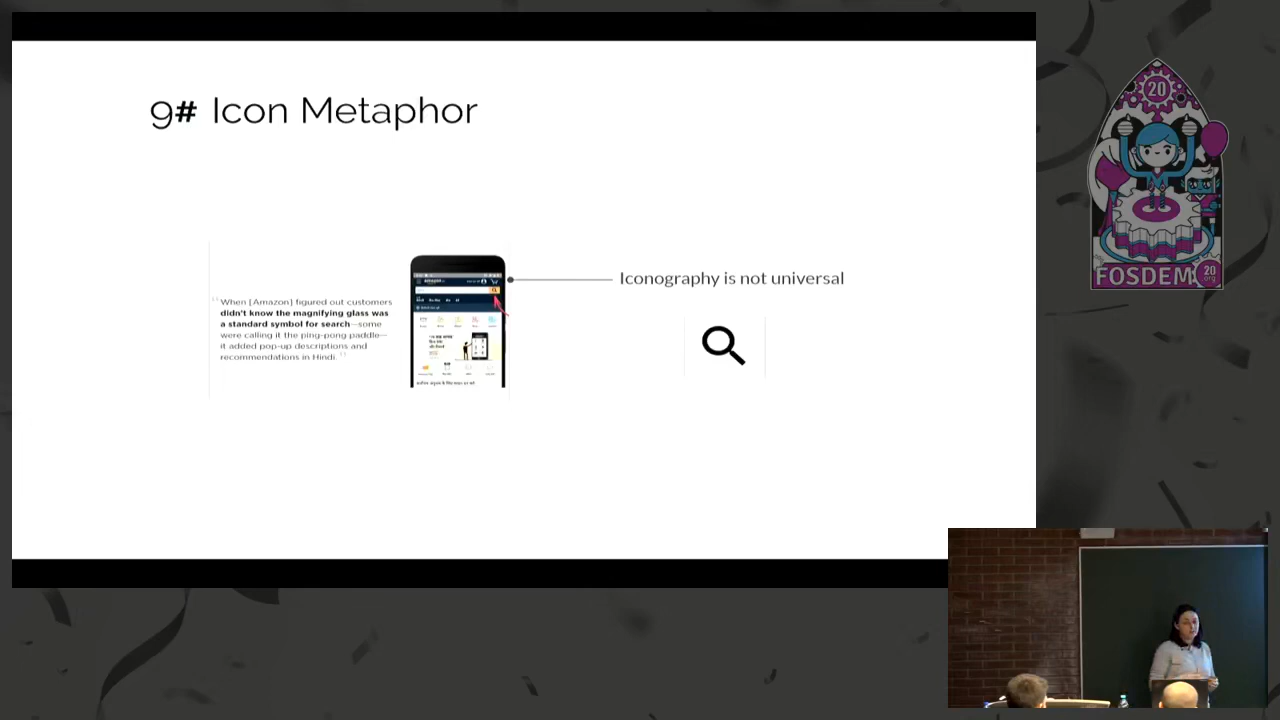 9# Icon Metaphor
“ When [Amazon] figured out customers
didn't know the magnifying glass was
a standard symbol for search—some
were calling it the ping-pong paddle—
it added pop-up descriptions and
recommendations in Hindi. ”
amazon
Iconography is not universal
20
FOSDEM 20
.org